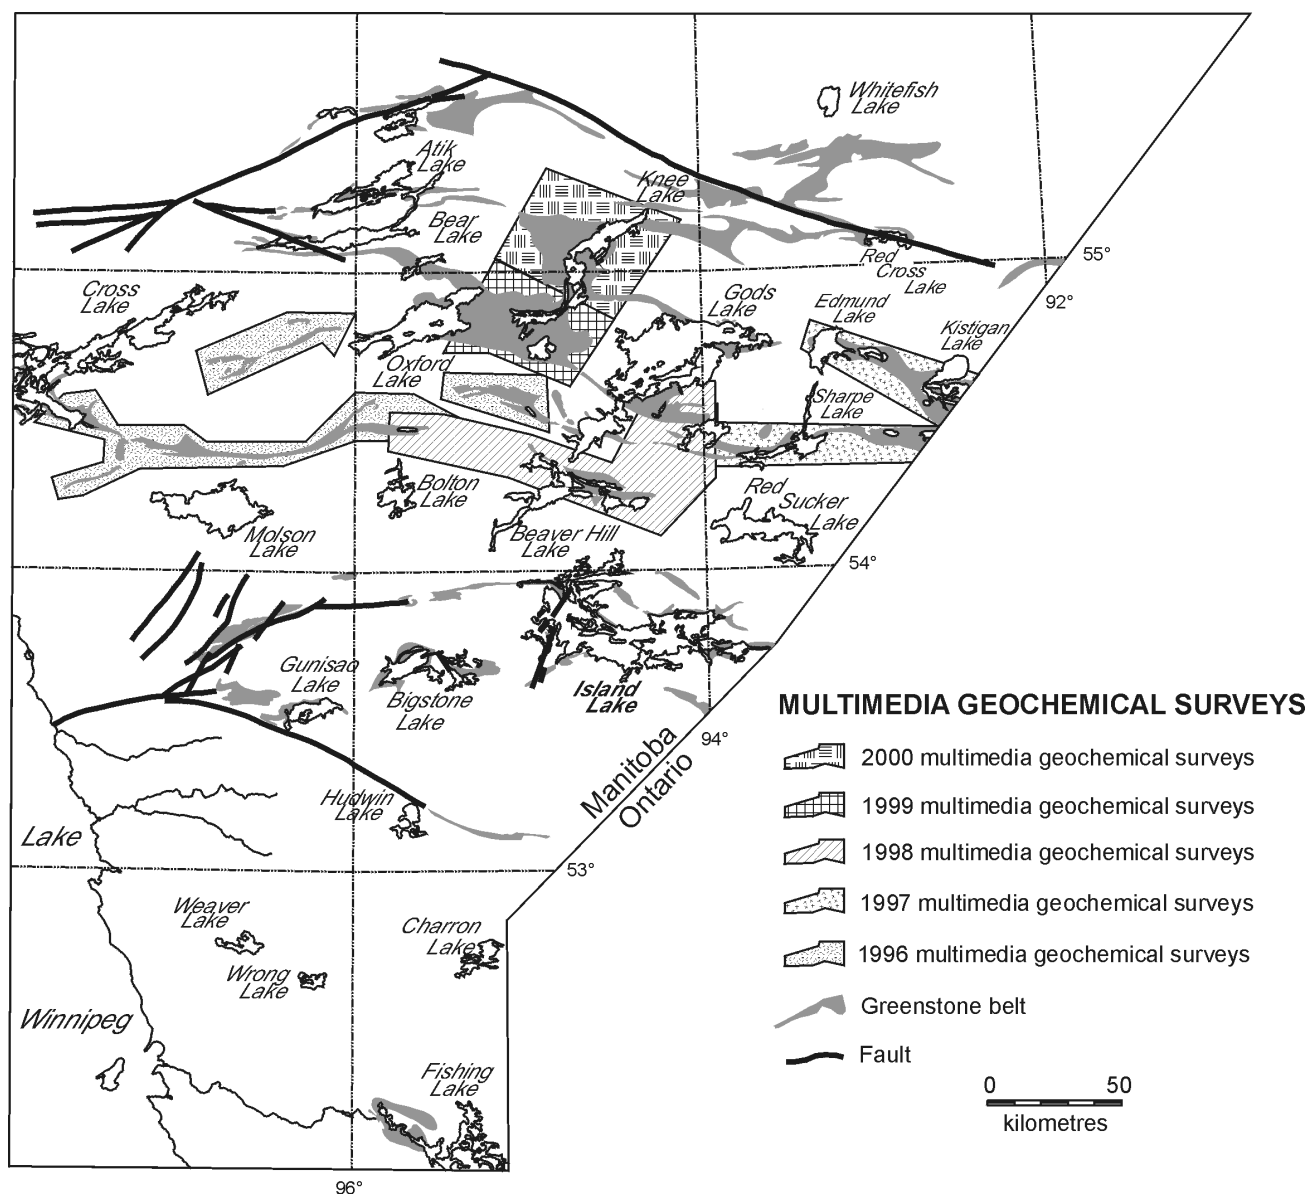 Whitefish
Lake
Atik
Lake
Knee
Lake
Bear
Lake
Red
Cross
Lake
55°
92°
Cross
Lake
Gods
Lake
Edmund
Lake
Kistigan
Lake
Oxford
Lake
Sharpe
Lake
Bolton
Lake
Red
Sucker
Lake
Molson
Lake
Beaver Hill
Lake
54°
Gunisao
Lake
Bigstone
Lake
Island
Lake
94°
Manitoba
Ontario
Hudwin
Lake
Lake
53°
Weaver
Lake
Wrong
Lake
Charron
Lake
Winnipeg
Fishing
Lake
96°
MULTIMEDIA GEOCHEMICAL SURVEYS
2000 multimedia geochemical surveys
1999 multimedia geochemical surveys
1998 multimedia geochemical surveys
1997 multimedia geochemical surveys
1996 multimedia geochemical surveys
Greenstone belt
Fault
0 50
kilometres